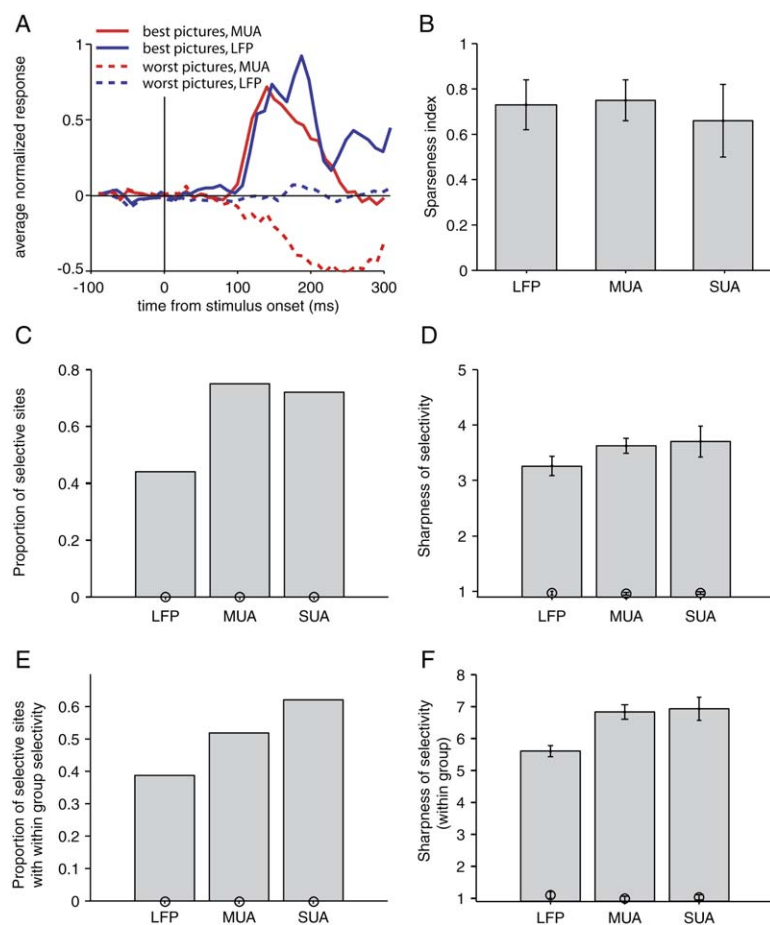 A
best pictures, MUA
best pictures, LFP
worst pictures, MUA
worst pictures, LFP
average normalized response
1
0.5
0
-0.5
-100
0
100
200
300
time from stimulus onset (ms)
B
Sparseness index
1
0.8
0.6
0.4
0.2
0
LFP
MUA
SUA
C
Proportion of selective sites
0.8
0.6
0.4
0.2
0
LFP
MUA
SUA
D
Sharpness of selectivity
5
4
3
2
1
LFP
MUA
SUA
E
Proportion of selective sites
with within group selectivity
0.6
0.5
0.4
0.3
0.2
0.1
0
LFP
MUA
SUA
F
Sharpness of selectivity
(within group)
8
7
6
5
4
3
2
1
LFP
MUA
SUA